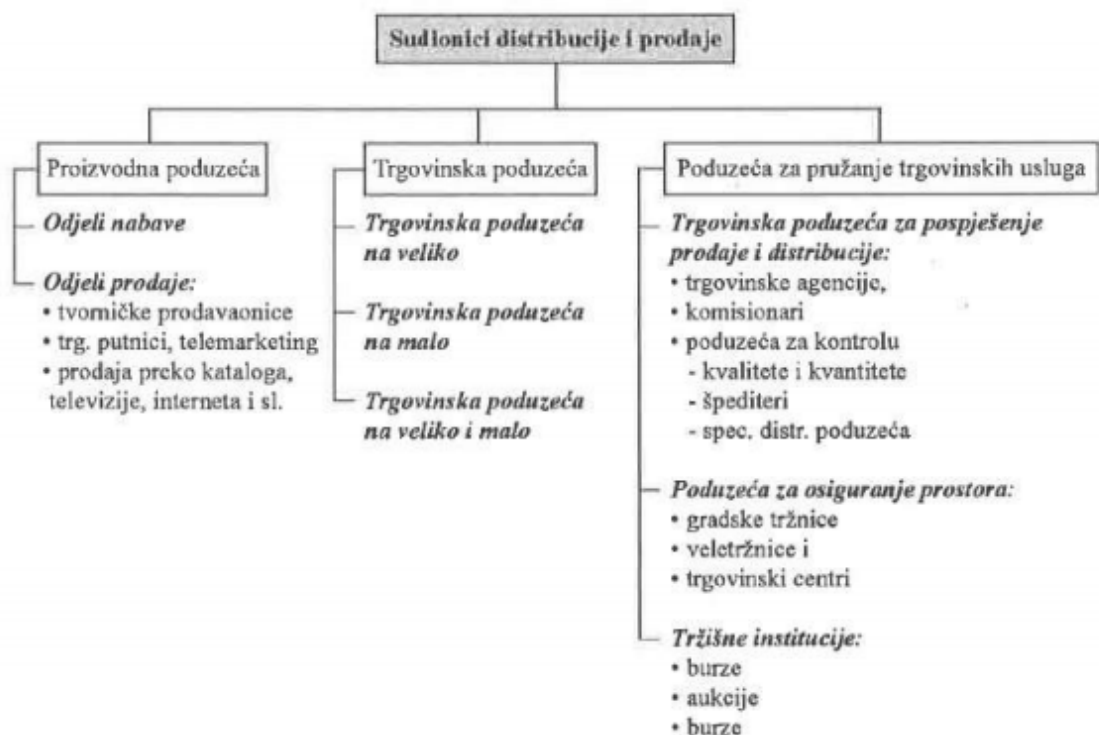 Sudionici distribucije i prodaje
Proizvodna poduzeća
Odjeli nabave
Odjeli prodaje:
• tvorničke prodavaonice
• trg. putnici, telemarketing
• prodaja preko kataloga,
televizije, interneta i sl.
Trgovinska poduzeća
Trgovinska poduzeća
na veliko
Trgovinska poduzeća
na malo
Trgovinska poduzeća
na veliko i malo
Poduzeća za pružanje trgovinskih usluga
Trgovinska poduzeća za pospješenje
prodaje i distribucije:
• trgovinske agencije,
• komisionari
• poduzeća za kontrolu
- kvalitete i kvantitete
- špediteri
- spec. distr. poduzeća
Poduzeća za osiguranje prostora:
• gradske tržnice
• veletržnice i
• trgovinski centri
Tržišne institucije:
• burze
• aukcije
• burze